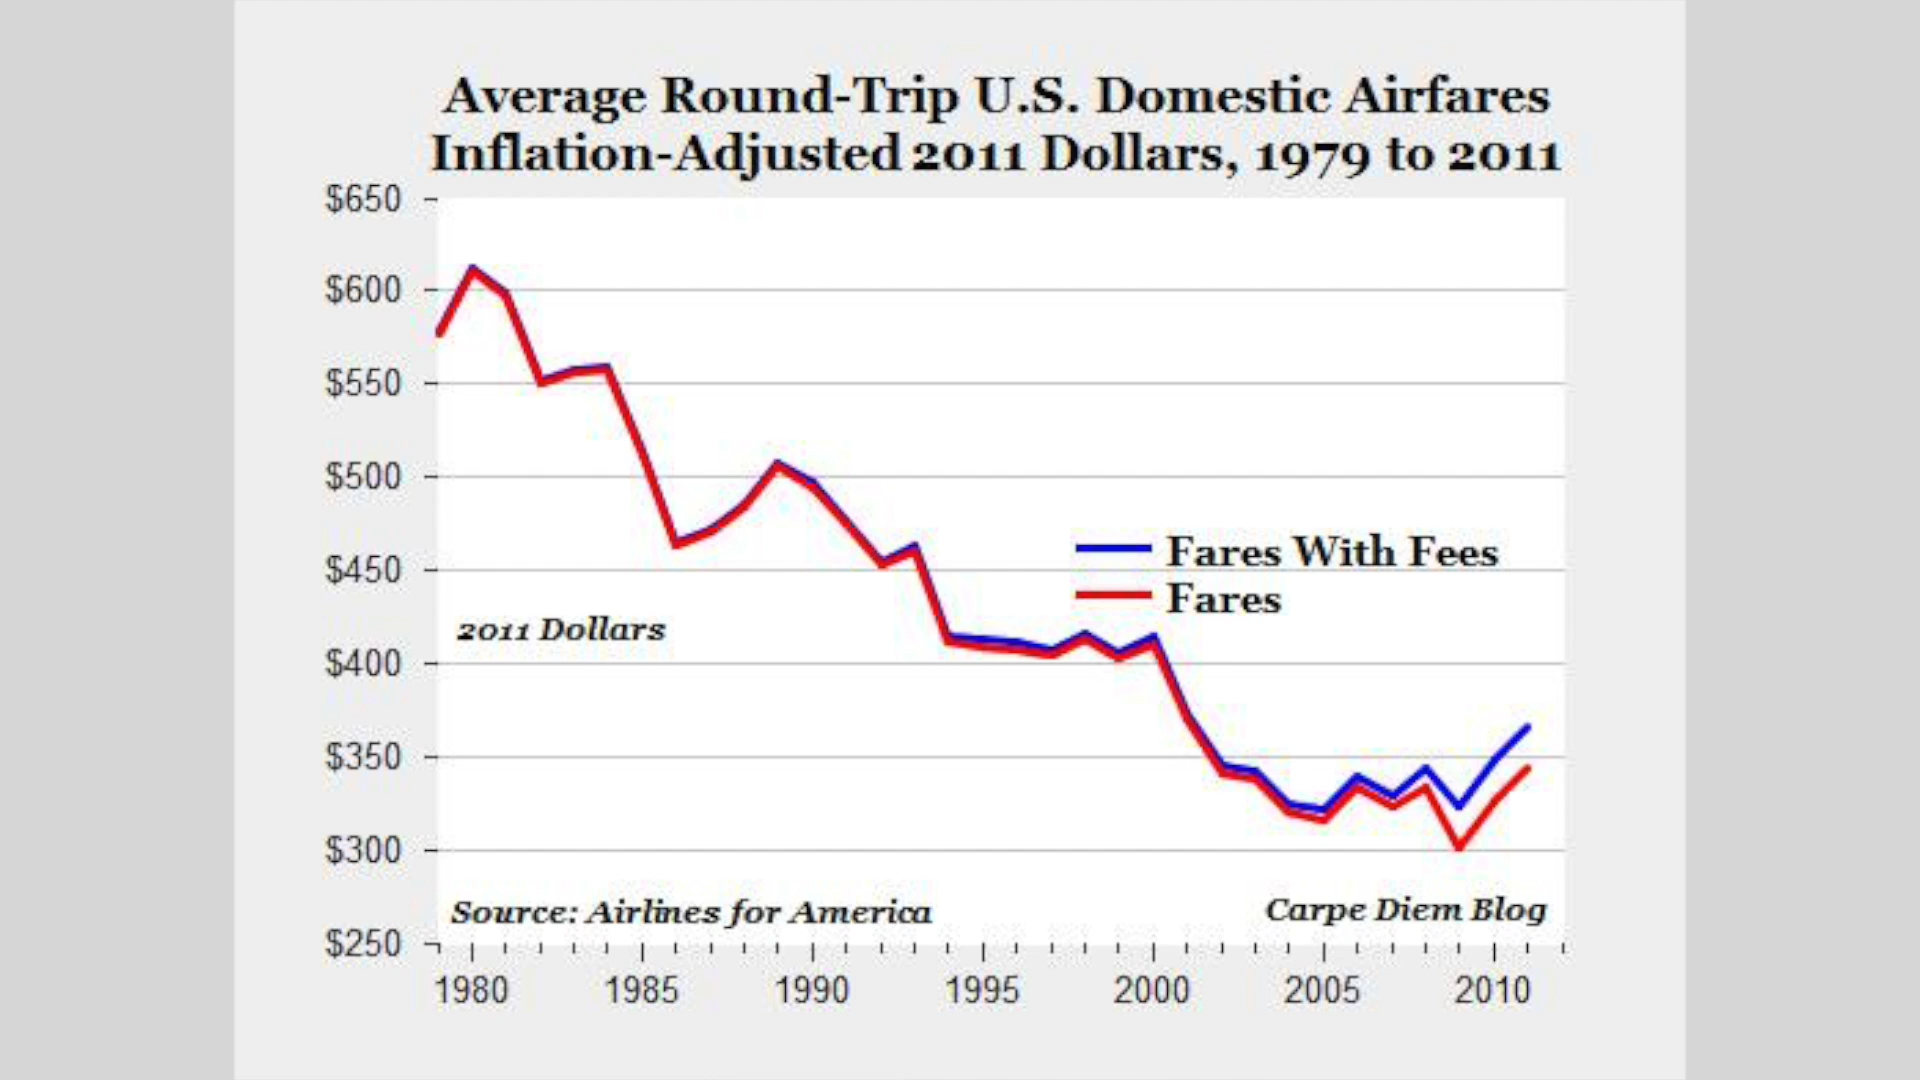 Average Round-Trip U.S. Domestic Airfares
Inflation-Adjusted 2011 Dollars, 1979 to 2011
$650
$600
$550
$500
$450
$400
$350
$300
$250
Fares With Fees
Fares
2011 Dollars
Source: Airlines for America
Carpe Diem Blog
1980 1985 1990 1995 2000 2005 2010